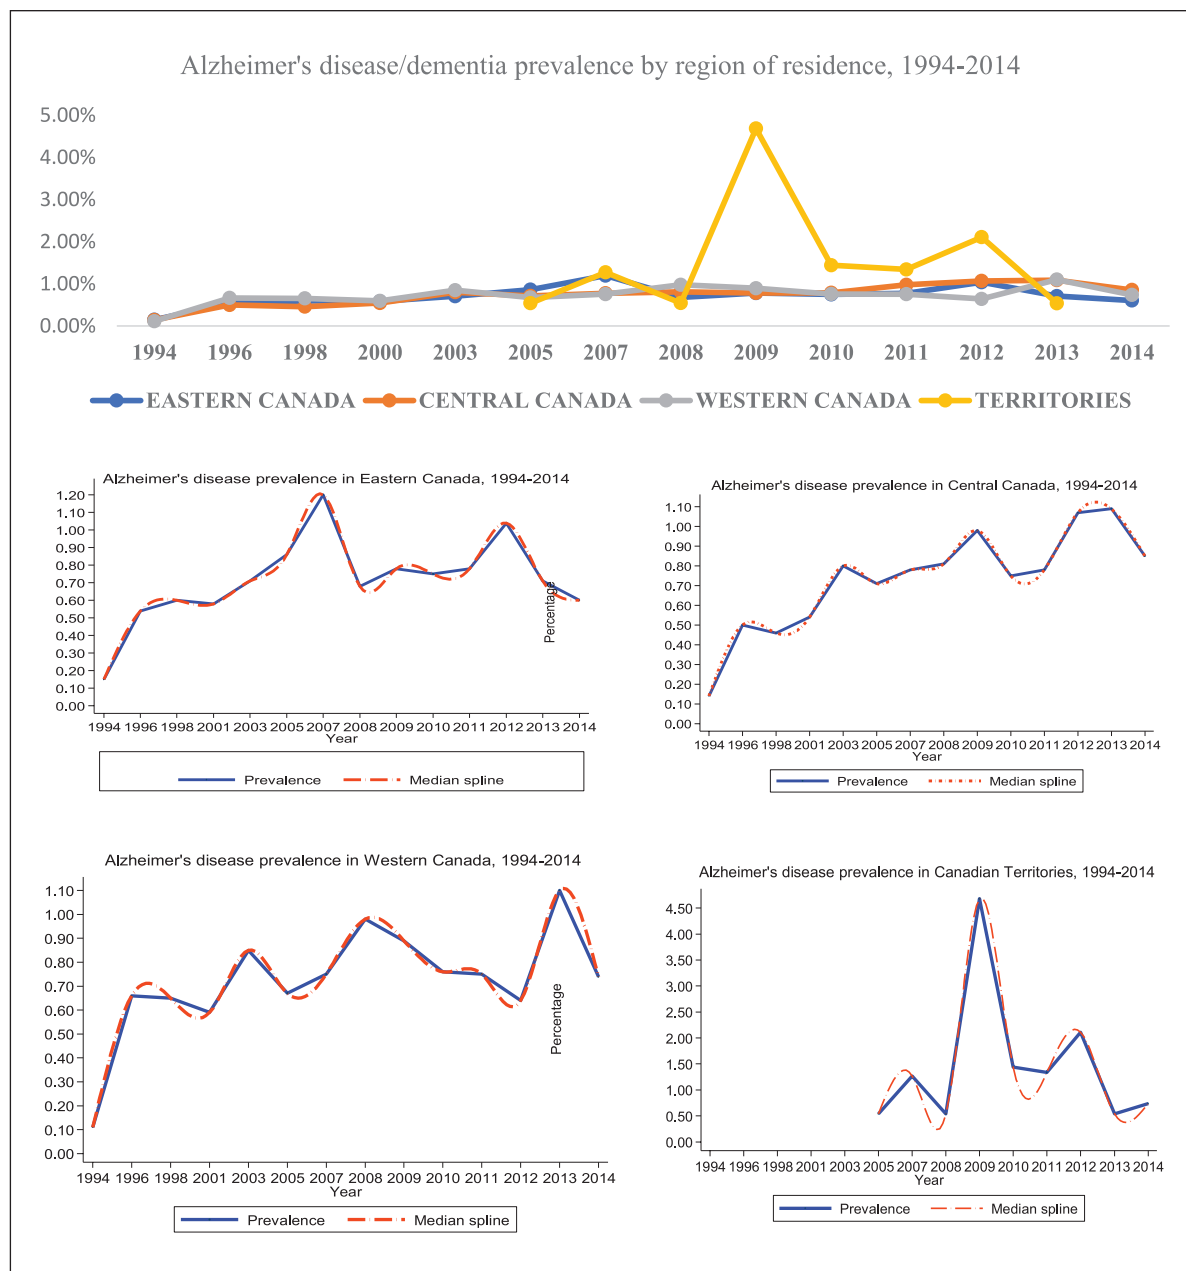 Alzheimer's disease/dementia prevalence by region of residence, 1994-2014
5.00%
4.00%
3.00%
2.00%
1.00%
0.00%
1994 1996 1998 2000 2003 2005 2007 2008 2009 2010 2011 2012 2013 2014
EASTERN CANADA CENTRAL CANADA WESTERN CANADA TERRITORIES
Alzheimer's disease prevalence in Eastern Canada, 1994-2014
1.20
1.10
1.00
0.90
0.80
0.70
0.60
0.50
0.40
0.30
0.20
0.10
0.00
1994 1996 1998 2001 2003 2005 2007 2008 2009 2010 2011 2012 2013 2014
Year
Prevalence Median spline
Percentage
Alzheimer's disease prevalence in Central Canada, 1994-2014
1.10
1.00
0.90
0.80
0.70
0.60
0.50
0.40
0.30
0.20
0.10
0.00
1994 1996 1998 2001 2003 2005 2007 2008 2009 2010 2011 2012 2013 2014
Year
Prevalence Median spline
Alzheimer's disease prevalence in Western Canada, 1994-2014
1.10
1.00
0.90
0.80
0.70
0.60
0.50
0.40
0.30
0.20
0.10
0.00
1994 1996 1998 2001 2003 2005 2007 2008 2009 2010 2011 2012 2013 2014
Year
Prevalence Median spline
Percentage
Alzheimer's disease prevalence in Canadian Territories, 1994-2014
4.50
4.00
3.50
3.00
2.50
2.00
1.50
1.00
0.50
0.00
1994 1996 1998 2001 2003 2005 2007 2008 2009 2010 2011 2012 2013 2014
Year
Prevalence Median spline